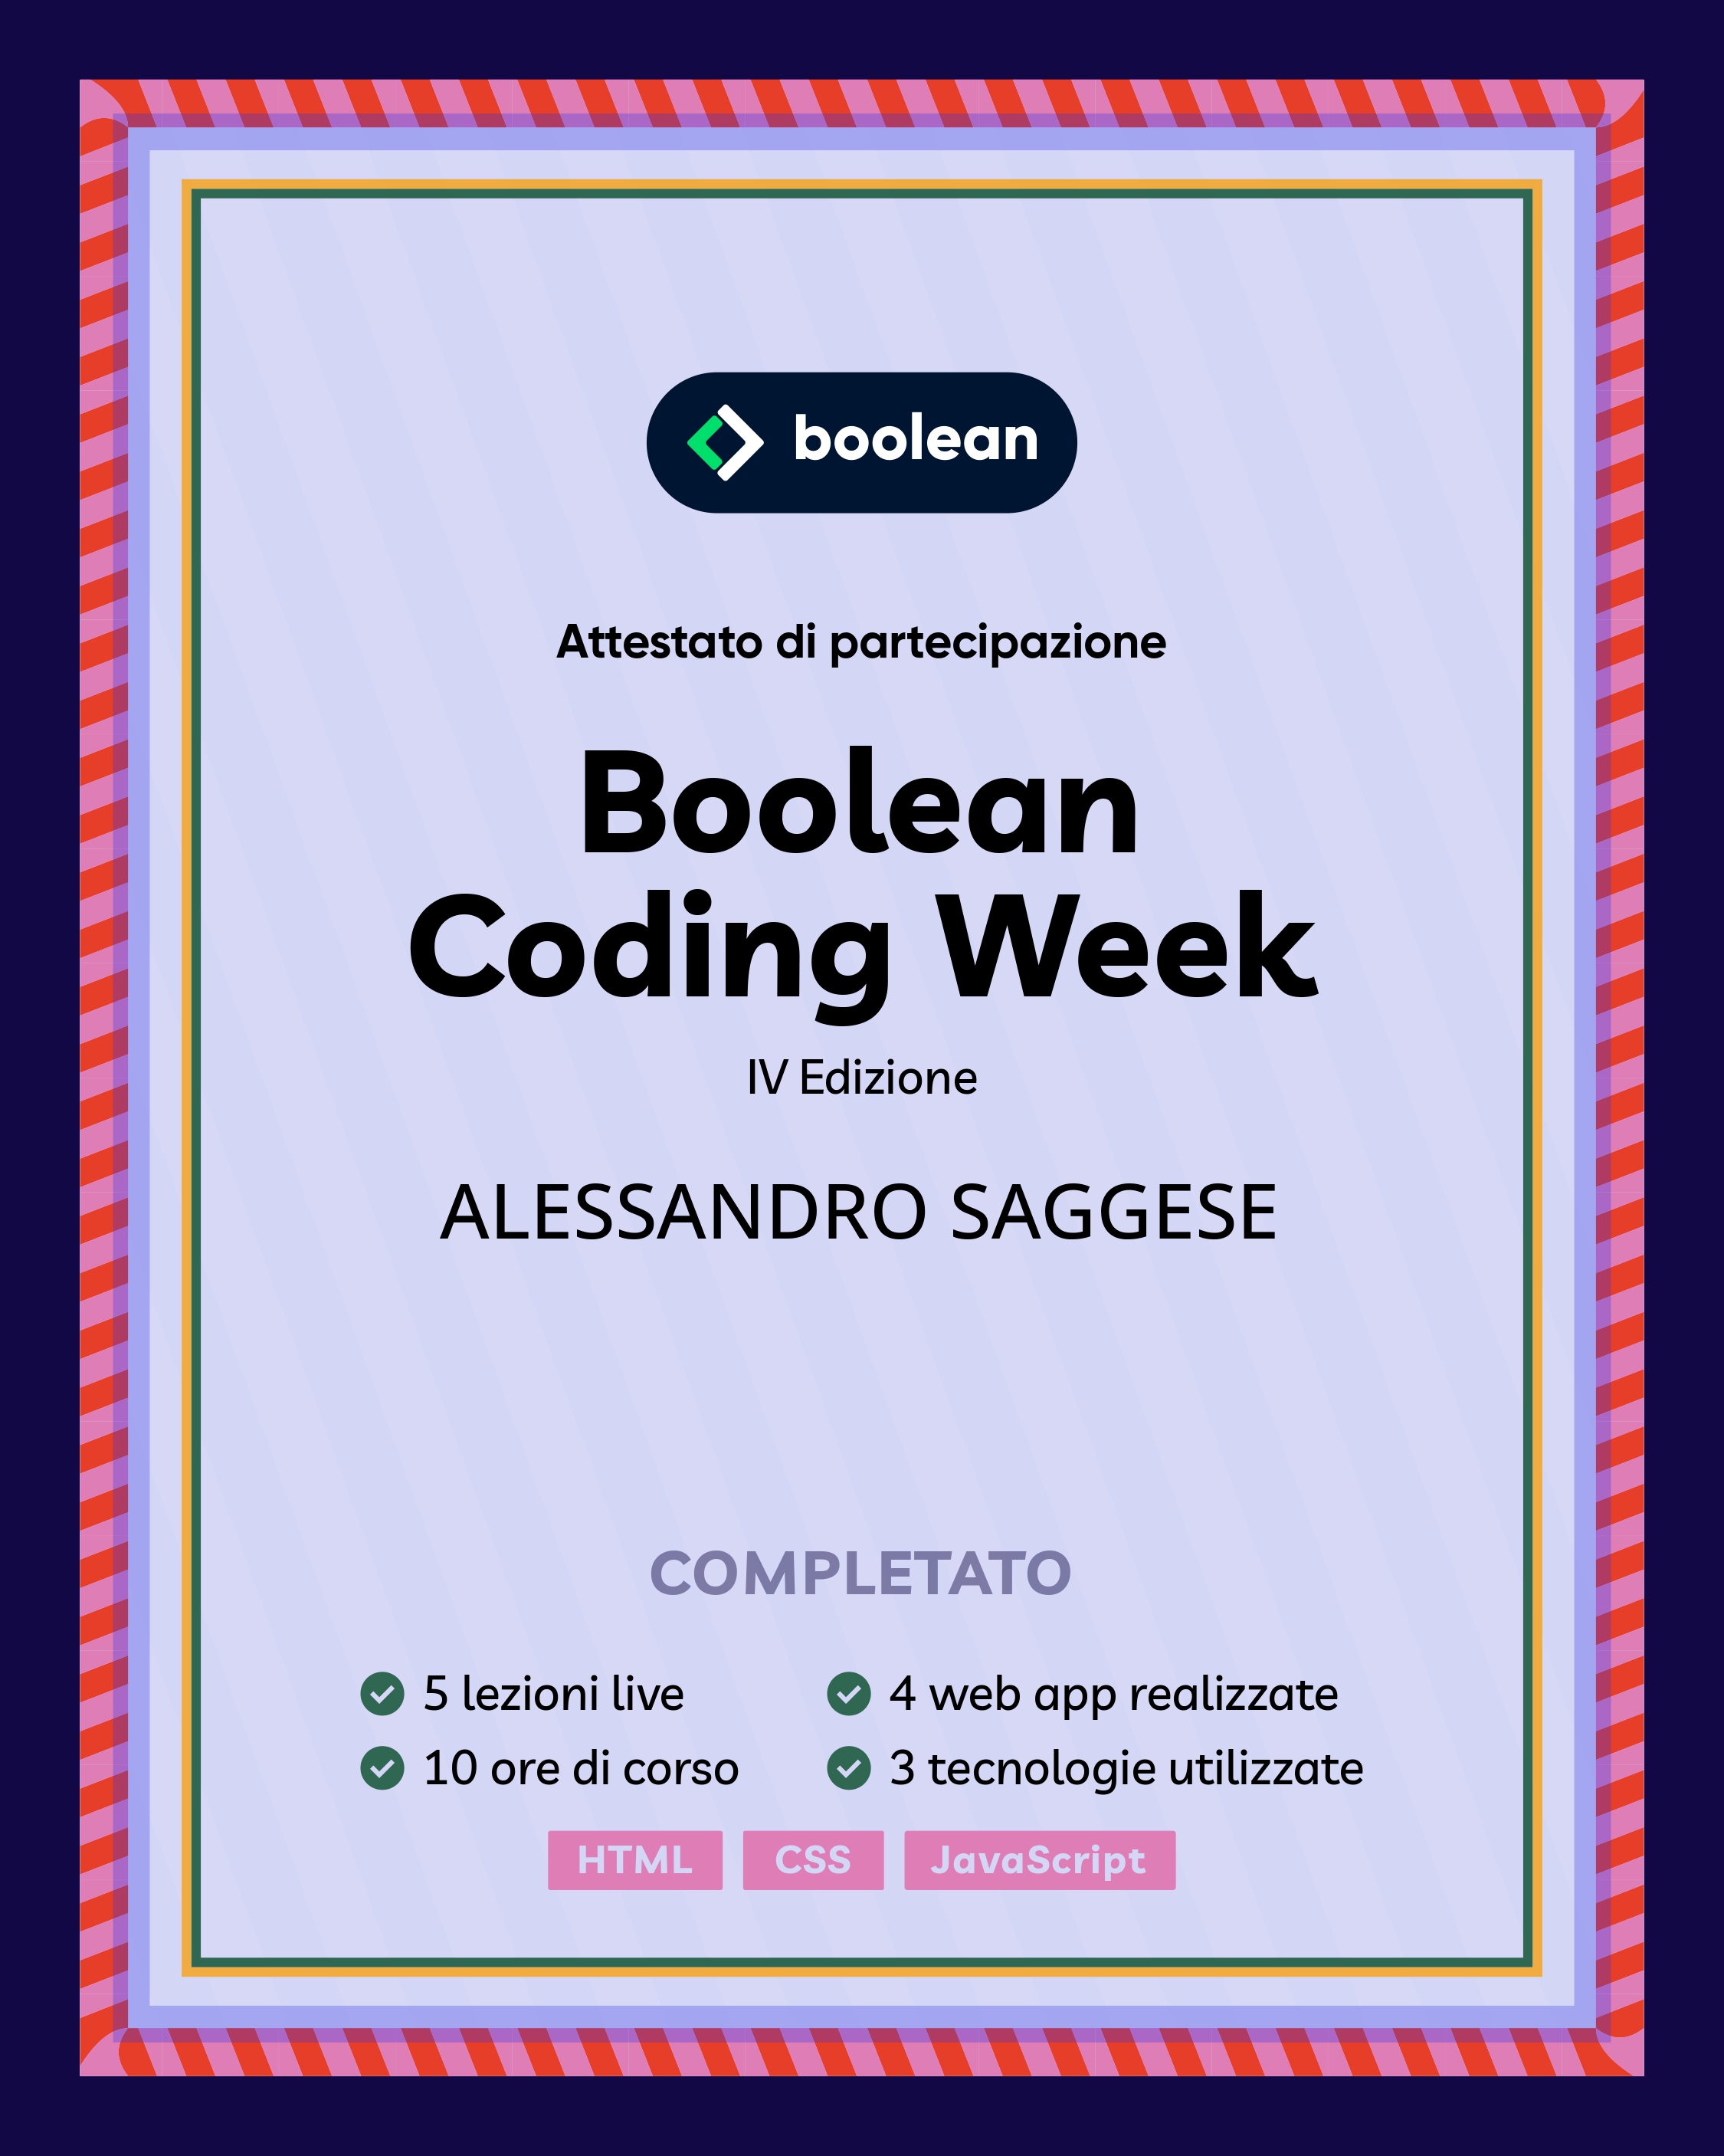 boolean
Attestato di partecipazione
Boolean
Coding Week
IV Edizione
ALESSANDRO SAGGESE
COMPLETATO
5 lezioni live
4 web app realizzate
10 ore di corso
3 tecnologie utilizzate
HTML CSS JavaScript